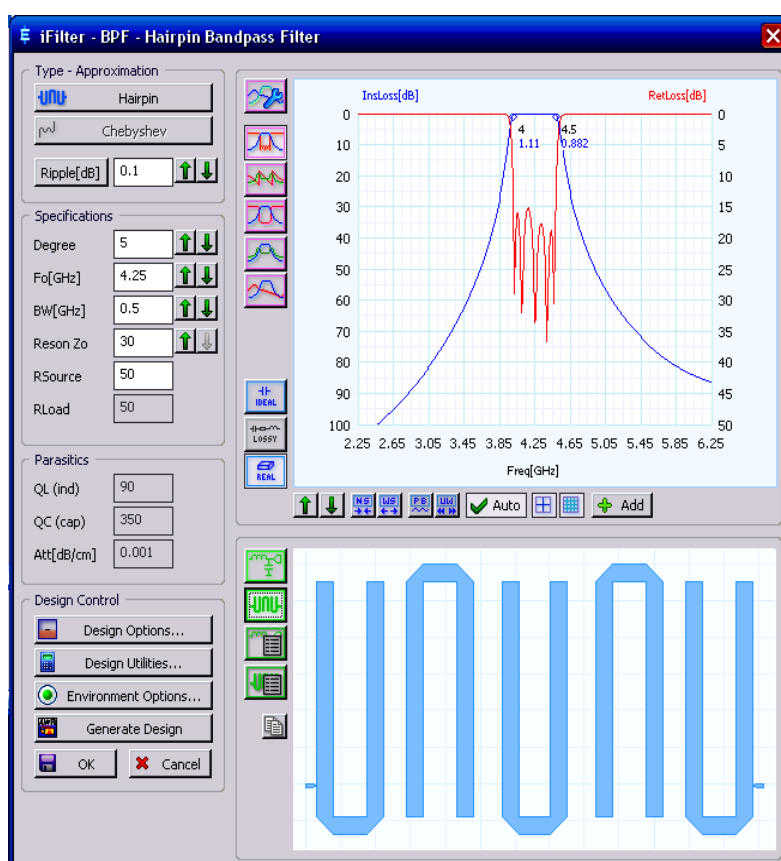 iFilter - BPF - Hairpin Bandpass Filter
Type - Approximation
Hairpin
Chebyshev
Ripple[dB] 0.1
Specifications
Degree 5
Fo[GHz] 4.25
BW[GHz] 0.5
Reson Zo 30
RSource 50
RLoad 50
Parasitics
QL (ind) 90
QC (cap) 350
Att[dB/cm] 0.001
Design Control
Design Options...
Design Utilities...
Environment Options...
Generate Design
OK Cancel
IDEAL
LOSSY
REAL
InsLoss[dB] RetLoss[dB]
0 0
4 4.5
1.11 0.882
10 5
20 10
30 15
40 20
50 25
60 30
70 35
80 40
90 45
100 50
2.25 2.65 3.05 3.45 3.85 4.25 4.65 5.05 5.45 5.85 6.25
Freq[GHz]
NS WS PB UW Auto Add